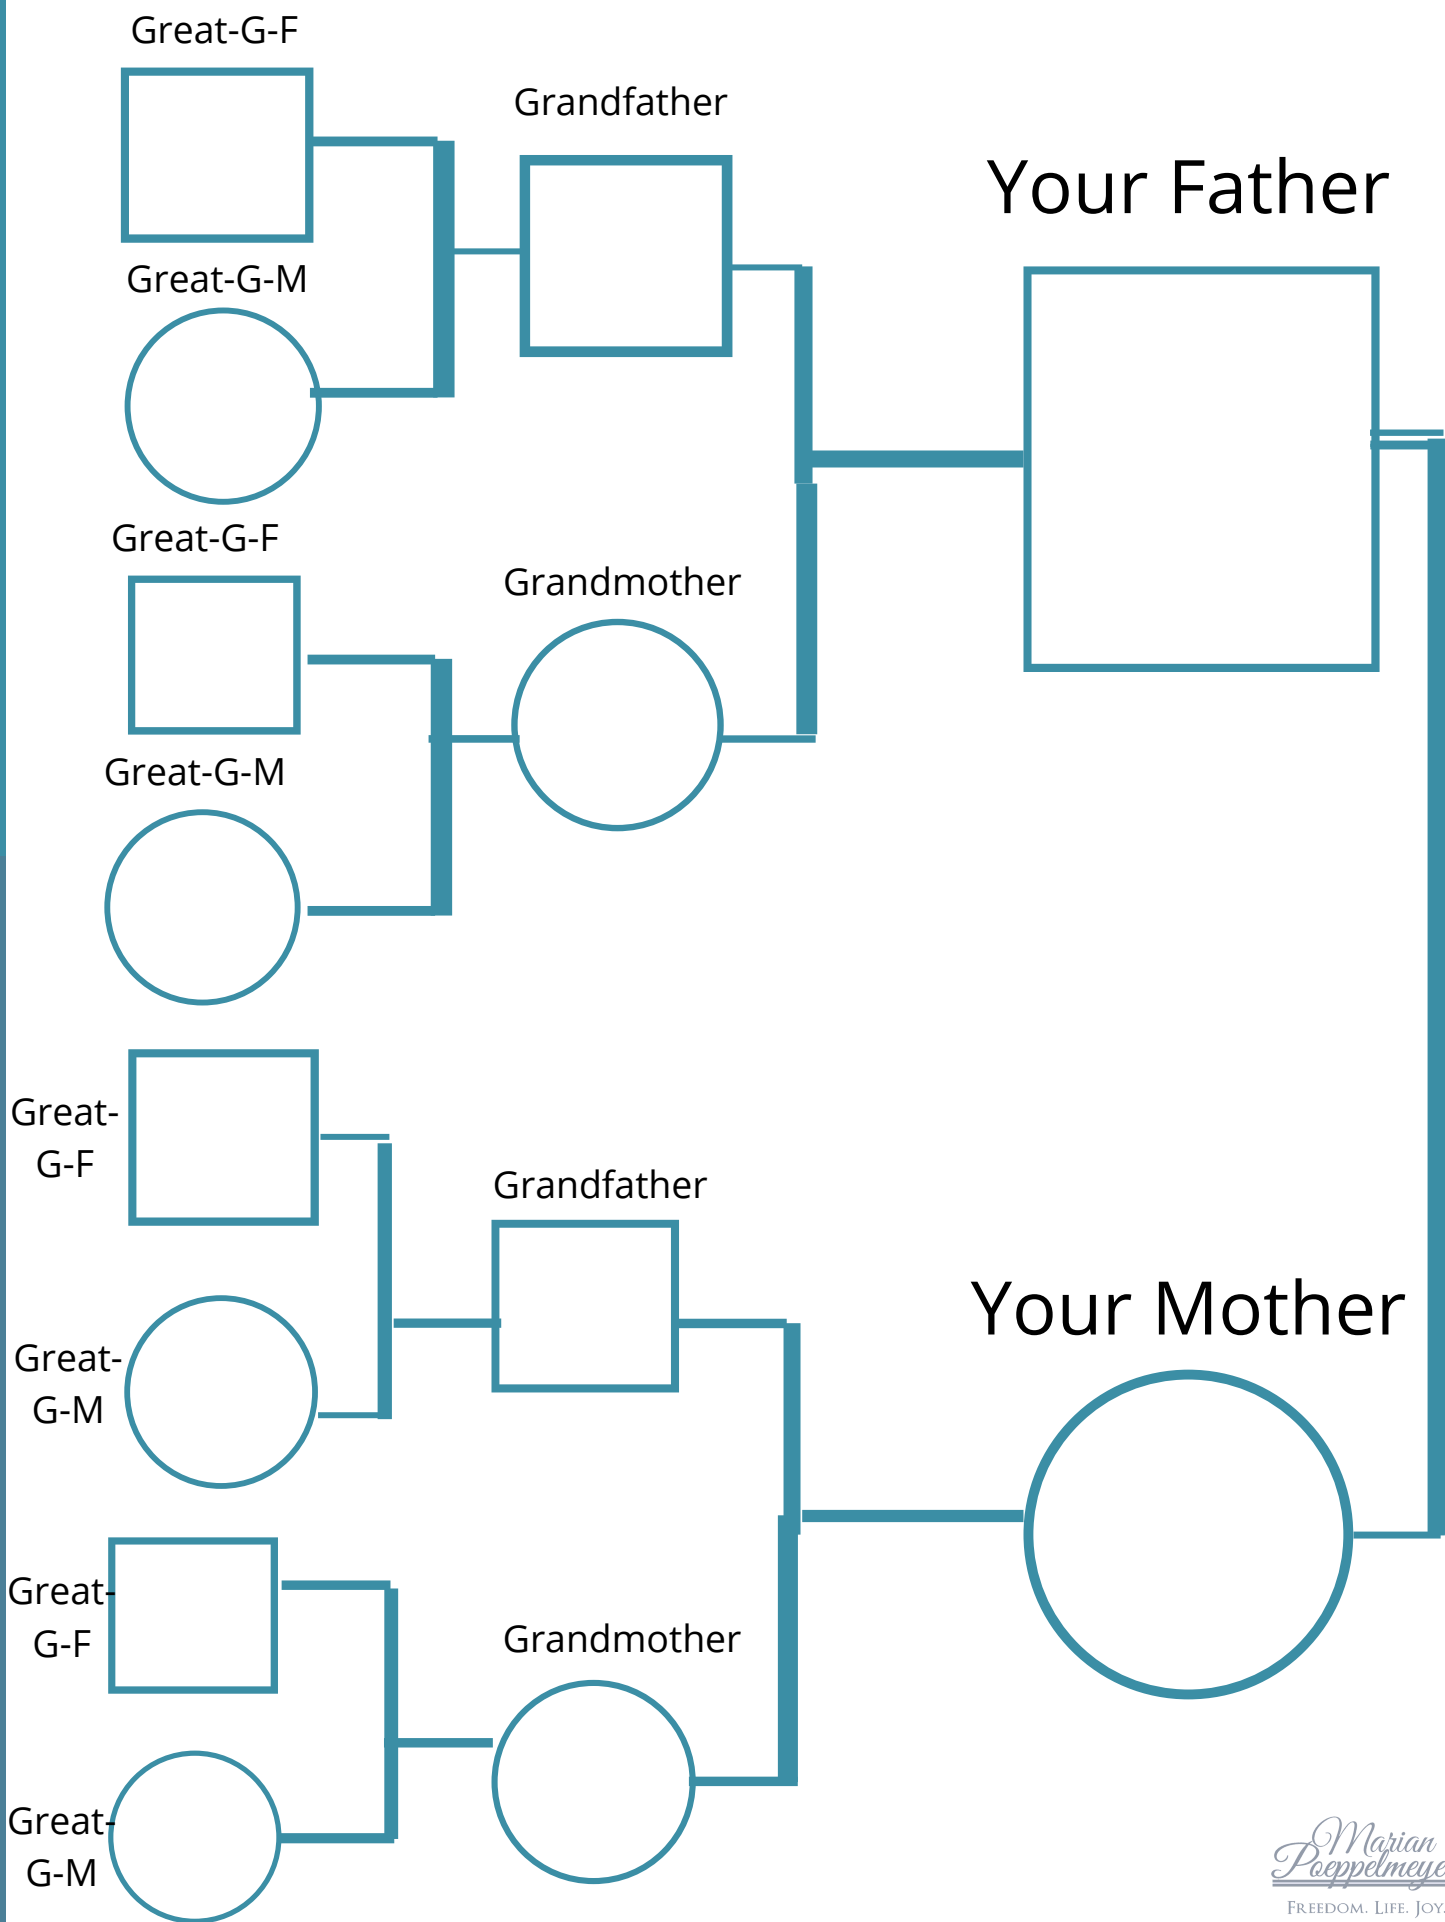 Great-G-F
Grandfather
Your Father
Great-G-M
Great-G-F
Grandmother
Great-G-M
Great-
G-F
Grandfather
Your Mother
Great-
G-M
Great-
G-F
Grandmother
Great-
G-M
Marian
Poeppelmeye
FREEDOM. LIFE. JOY.